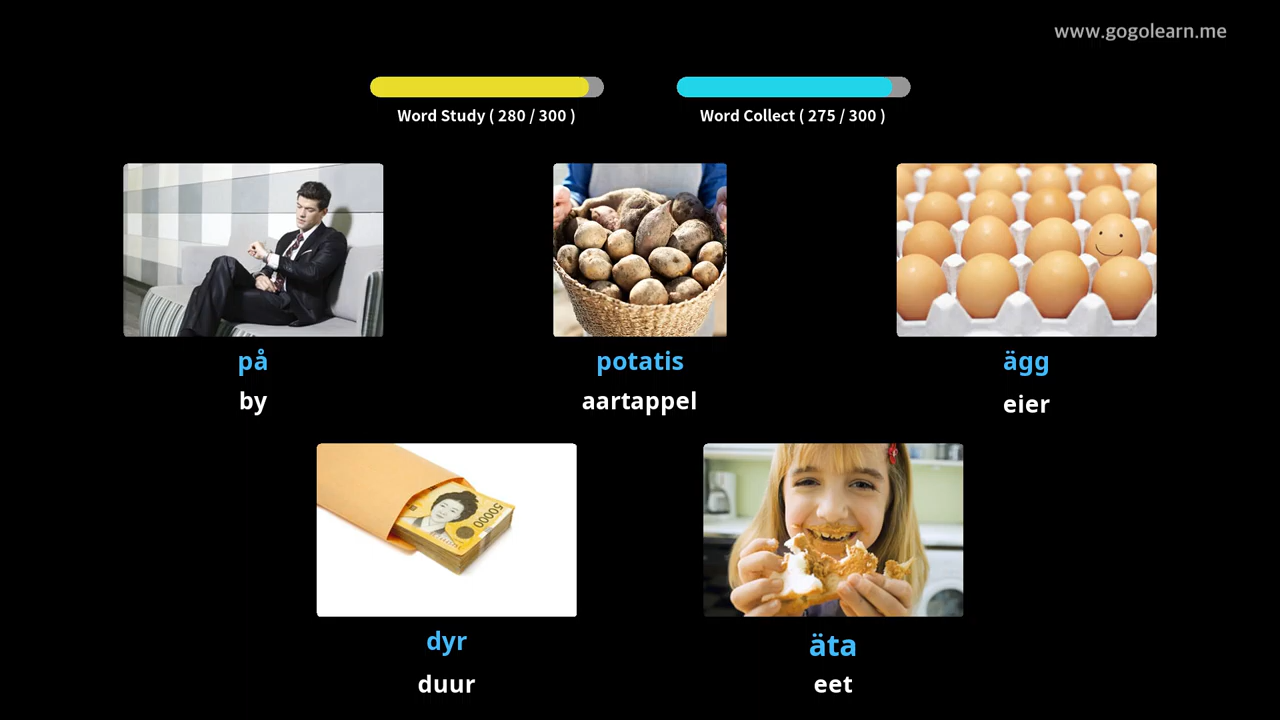 www.gogolearn.me
Word Study ( 280 / 300 )
Word Collect ( 275 / 300 )
på
by
potatis
aartappel
ägg
eier
50000
dyr
duur
äta
eet